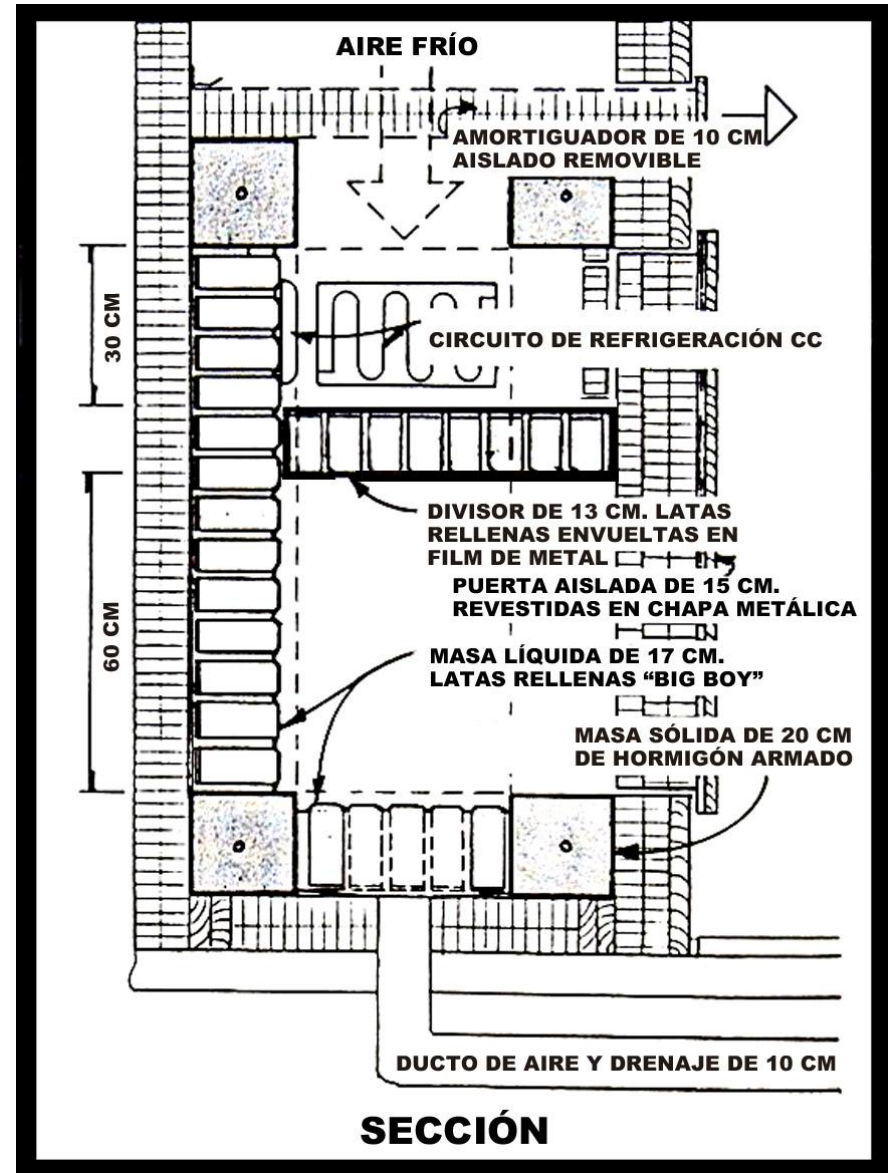 AIRE FRÍO
AMORTIGUADOR DE 10 CM
AISLADO REMOVIBLE
30 CM
CIRCUITO DE REFRIGERACIÓN CC
DIVISOR DE 13 CM. LATAS
RELLENAS ENVUELTAS EN
FILM DE METAL
PUERTA AISLADA DE 15 CM.
REVESTIDAS EN CHAPA METÁLICA
60 CM
MASA LÍQUIDA DE 17 CM.
LATAS RELLENAS “BIG BOY”
MASA SÓLIDA DE 20 CM
DE HORMIGÓN ARMADO
DUCTO DE AIRE Y DRENAJE DE 10 CM
SECCIÓN